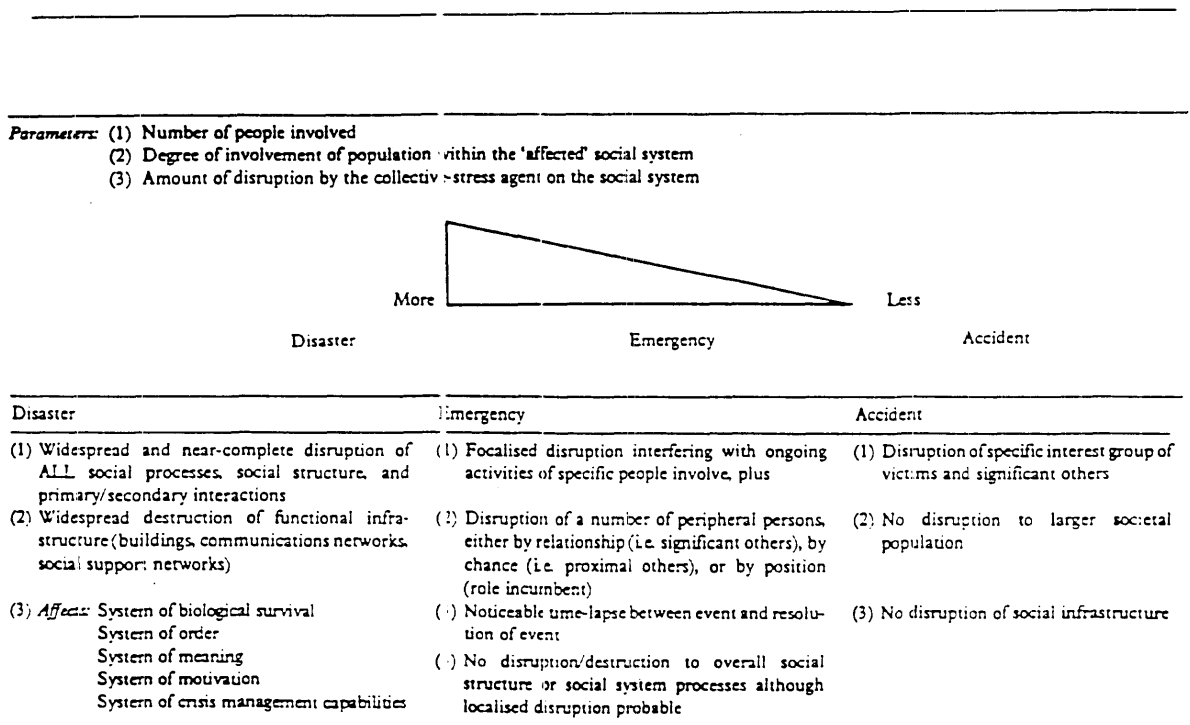 Parameters: (1) Number of people involved
(2) Degree of involvement of population within the 'affected' social system
(3) Amount of disruption by the collective-stress agent on the social system
More
Less
Disaster
Emergency
Accident
Disaster
Emergency
Accident
(1) Widespread and near-complete disruption of
ALL social processes, social structure, and
primary/secondary interactions
(2) Widespread destruction of functional infra-
structure (buildings, communications networks,
social support networks)
(3) Affects: System of biological survival
System of order
System of meaning
System of motivation
System of crisis management capabilities
(1) Focalised disruption interfering with ongoing
activities of specific people involve, plus
(2) Disruption of a number of peripheral persons,
either by relationship (i.e. significant others), by
chance (i.e. proximal others), or by position
(role incumbent)
( ) Noticeable time-lapse between event and resolu-
tion of event
( ) No disruption/destruction to overall social
structure or social system processes although
localised disruption probable
(1) Disruption of specific interest group of
victims and significant others
(2) No disruption to larger societal
population
(3) No disruption of social infrastructure